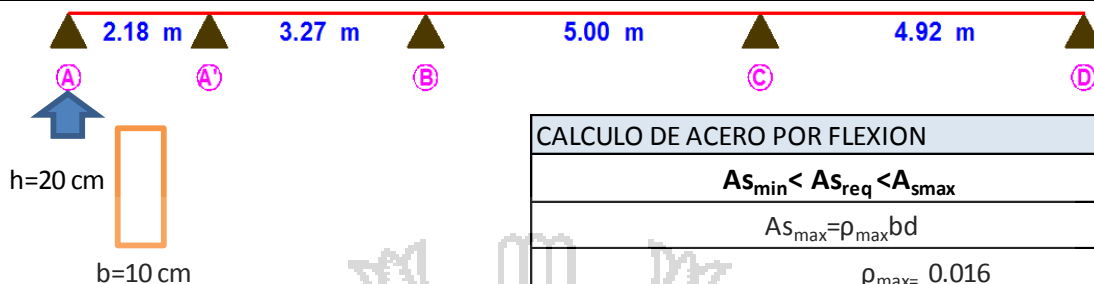 2.18 m 3.27 m 5.00 m 4.92 m
A A' B C D
h=20 cm
b=10 cm
CALCULO DE ACERO POR FLEXION
Asmin< Asreq <Asmax
Asmax=ρmaxbd
ρmax= 0.016